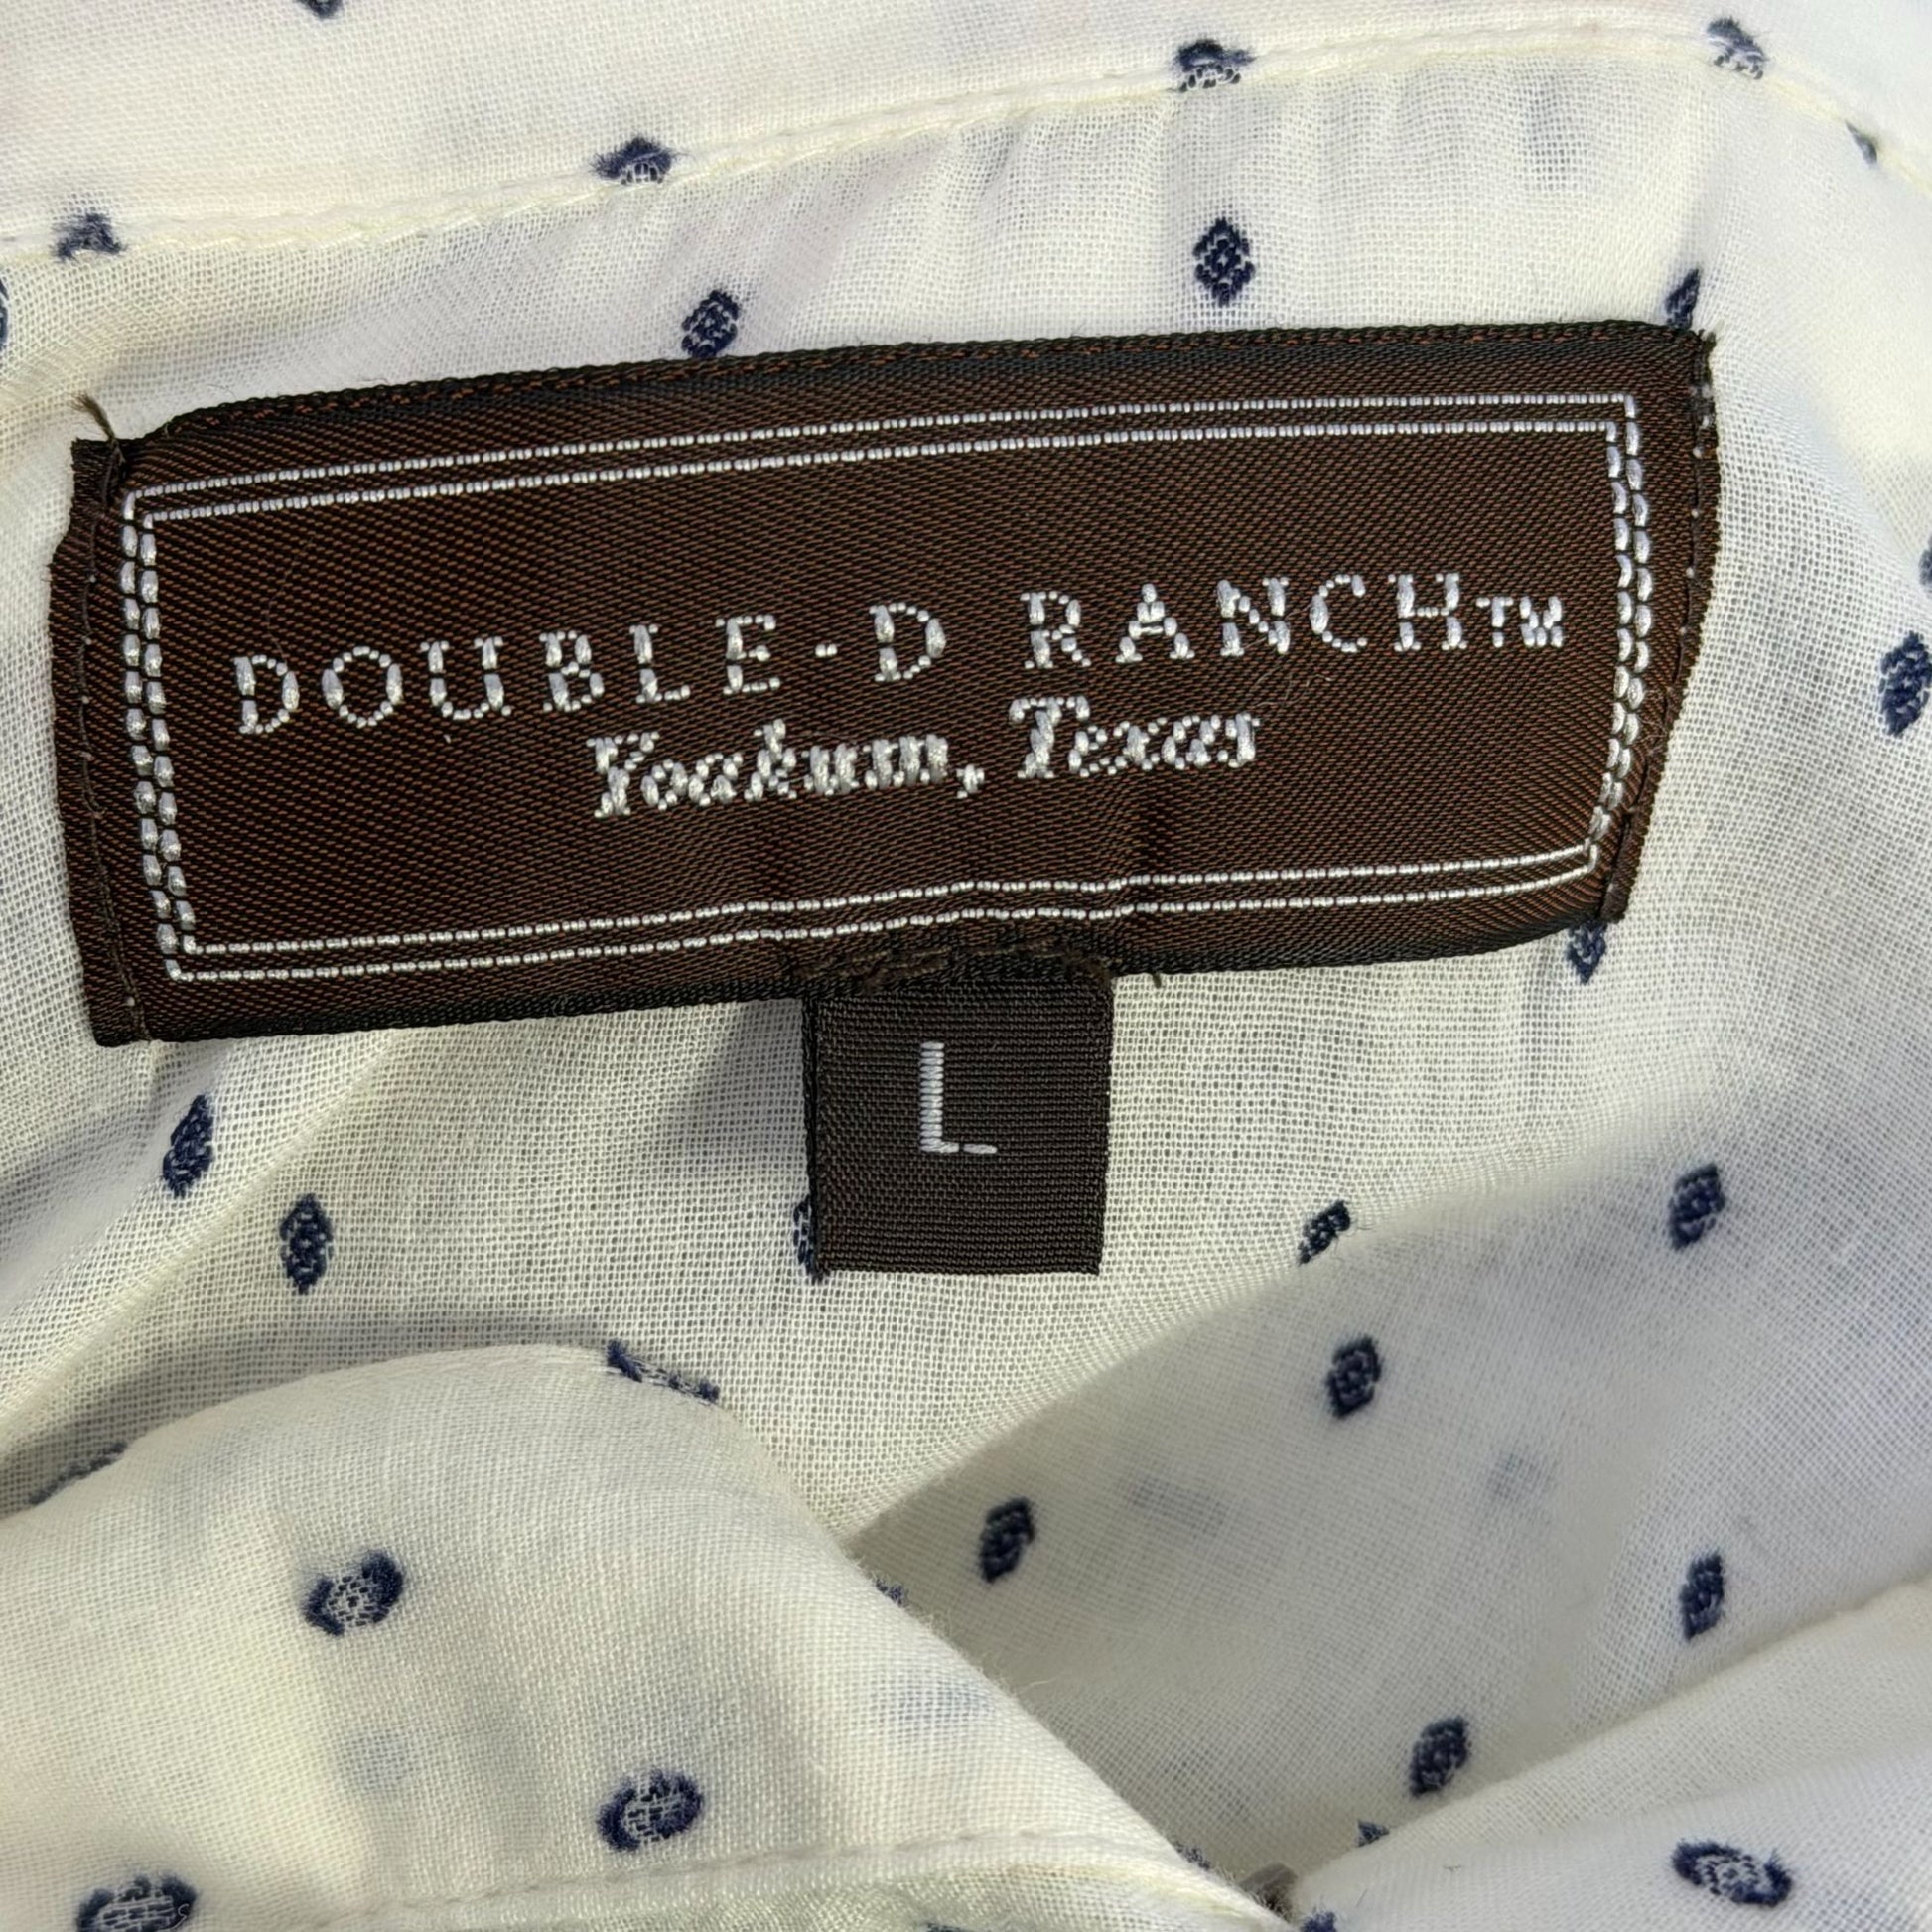 DOUBLE-D RANCH™
Yoakum, Texas
L